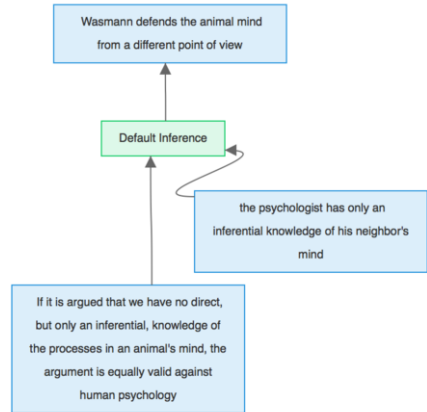 Wasmann defends the animal mind
from a different point of view
Default Inference
the psychologist has only an
inferential knowledge of his neighbor's
mind
If it is argued that we have no direct,
but only an inferential, knowledge of
the processes in an animal's mind, the
argument is equally valid against
human psychology